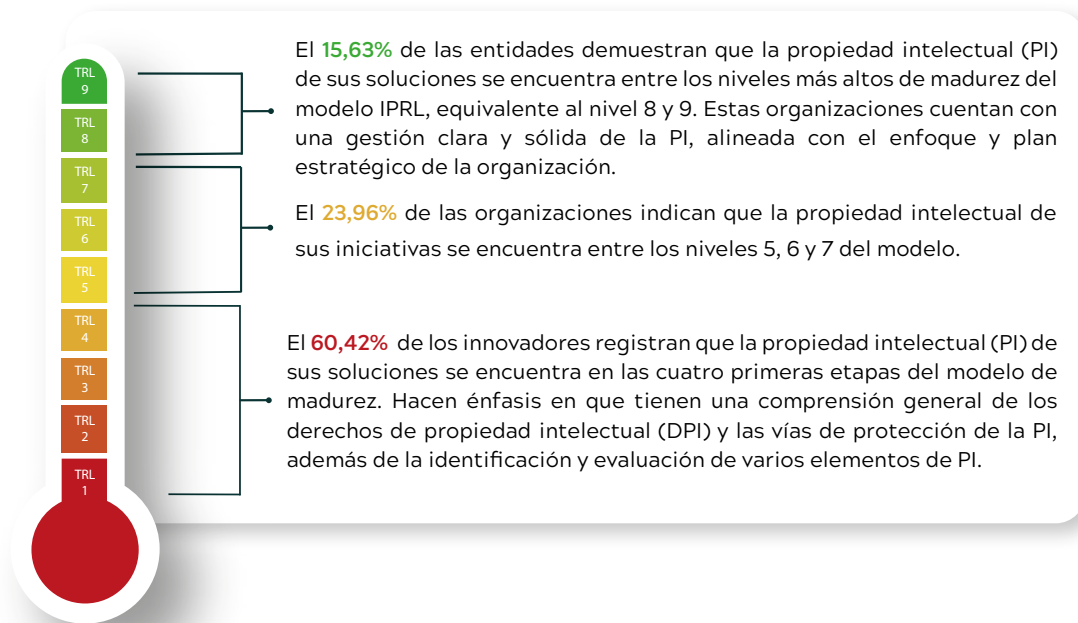 TRL
9
TRL
8
TRL
7
TRL
6
TRL
5
TRL
4
TRL
3
TRL
2
TRL
1
El 15,63% de las entidades demuestran que la propiedad intelectual (PI)
de sus soluciones se encuentra entre los niveles más altos de madurez del
modelo IPRL, equivalente al nivel 8 y 9. Estas organizaciones cuentan con
una gestión clara y sólida de la PI, alineada con el enfoque y plan
estratégico de la organización.
El 23,96% de las organizaciones indican que la propiedad intelectual de
sus iniciativas se encuentra entre los niveles 5, 6 y 7 del modelo.
El 60,42% de los innovadores registran que la propiedad intelectual (PI) de
sus soluciones se encuentra en las cuatro primeras etapas del modelo de
madurez. Hacen énfasis en que tienen una comprensión general de los
derechos de propiedad intelectual (DPI) y las vías de protección de la PI,
además de la identificación y evaluación de varios elementos de PI.